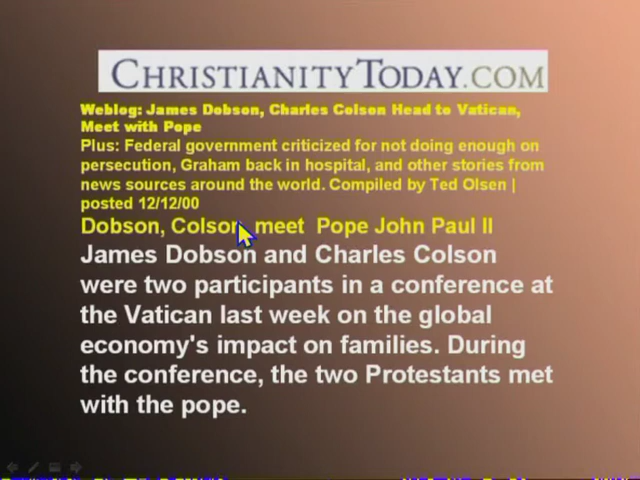 CHRISTIANITYTODAY.COM
Weblog: James Dobson, Charles Colson Head to Vatican,
Meet with Pope
Plus: Federal government criticized for not doing enough on
persecution, Graham back in hospital, and other stories from
news sources around the world. Compiled by Ted Olsen |
posted 12/12/00
Dobson, Colson, meet Pope John Paul II
James Dobson and Charles Colson
were two participants in a conference at
the Vatican last week on the global
economy's impact on families. During
the conference, the two Protestants met
with the pope.